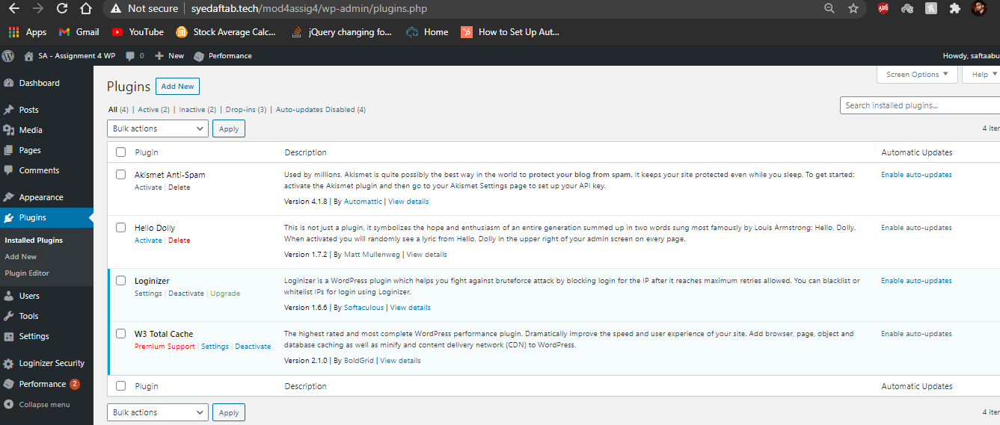 Not secure | syedaftab.tech/mod4assig4/wp-admin/plugins.php
Apps Gmail YouTube Stock Average Calc... jQuery changing fo... Home How to Set Up Aut...
SA - Assignment 4 WP 0 + New Performance Howdy, saftaabu
Dashboard
Posts
Media
Pages
Comments
Appearance
Plugins
Installed Plugins
Add New
Plugin Editor
Users
Tools
Settings
Loginizer Security
Performance 2
Collapse menu
Screen Options ▼ Help ▼
Plugins Add New
All (4) | Active (2) | Inactive (2) | Drop-ins (3) | Auto-updates Disabled (4)
Search installed plugins...
Bulk actions Apply
4 iter
Plugin Description Automatic Updates
Akismet Anti-Spam
Activate | Delete
Used by millions, Akismet is quite possibly the best way in the world to protect your blog from spam. It keeps your site protected even while you sleep. To get started:
activate the Akismet plugin and then go to your Akismet Settings page to set up your API key.
Version 4.1.8 | By Automattic | View details
Enable auto-updates
Hello Dolly
Activate | Delete
This is not just a plugin, it symbolizes the hope and enthusiasm of an entire generation summed up in two words sung most famously by Louis Armstrong: Hello, Dolly.
When activated you will randomly see a lyric from Hello, Dolly in the upper right of your admin screen on every page.
Version 1.7.2 | By Matt Mullenweg | View details
Enable auto-updates
Loginizer
Settings | Deactivate | Upgrade
Loginizer is a WordPress plugin which helps you fight against bruteforce attack by blocking login for the IP after it reaches maximum retries allowed. You can blacklist or
whitelist IPs for login using Loginizer.
Version 1.6.6 | By Softaculous | View details
Enable auto-updates
W3 Total Cache
Premium Support | Settings | Deactivate
The highest rated and most complete WordPress performance plugin. Dramatically improve the speed and user experience of your site. Add browser, page, object and
database caching as well as minify and content delivery network (CDN) to WordPress.
Version 2.1.0 | By BoldGrid | View details
Enable auto-updates
Plugin Description Automatic Updates
Bulk actions Apply
4 iter